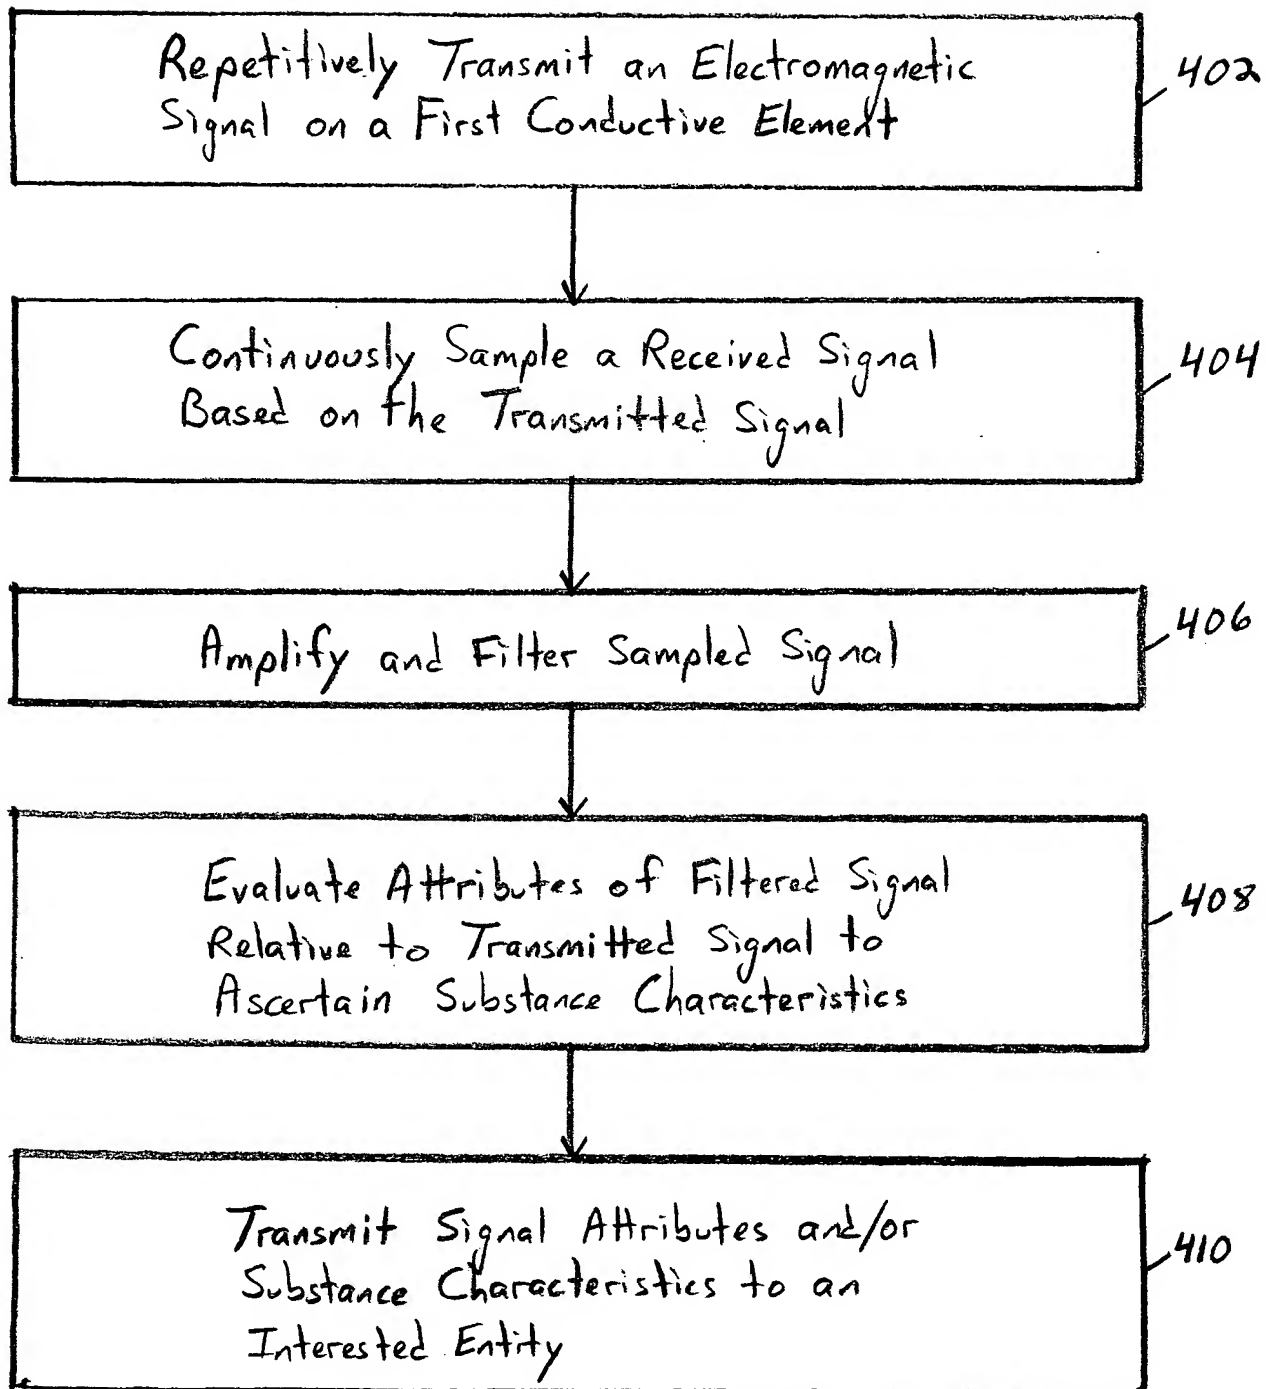 Repetitively Transmit an Electromagnetic
Signal on a First Conductive Element
402
Continuously Sample a Received Signal
Based on the Transmitted Signal
404
Amplify and Filter Sampled Signal
406
Evaluate Attributes of Filtered Signal
Relative to Transmitted Signal to
Ascertain Substance Characteristics
408
Transmit Signal Attributes and/or
Substance Characteristics to an
Interested Entity
410